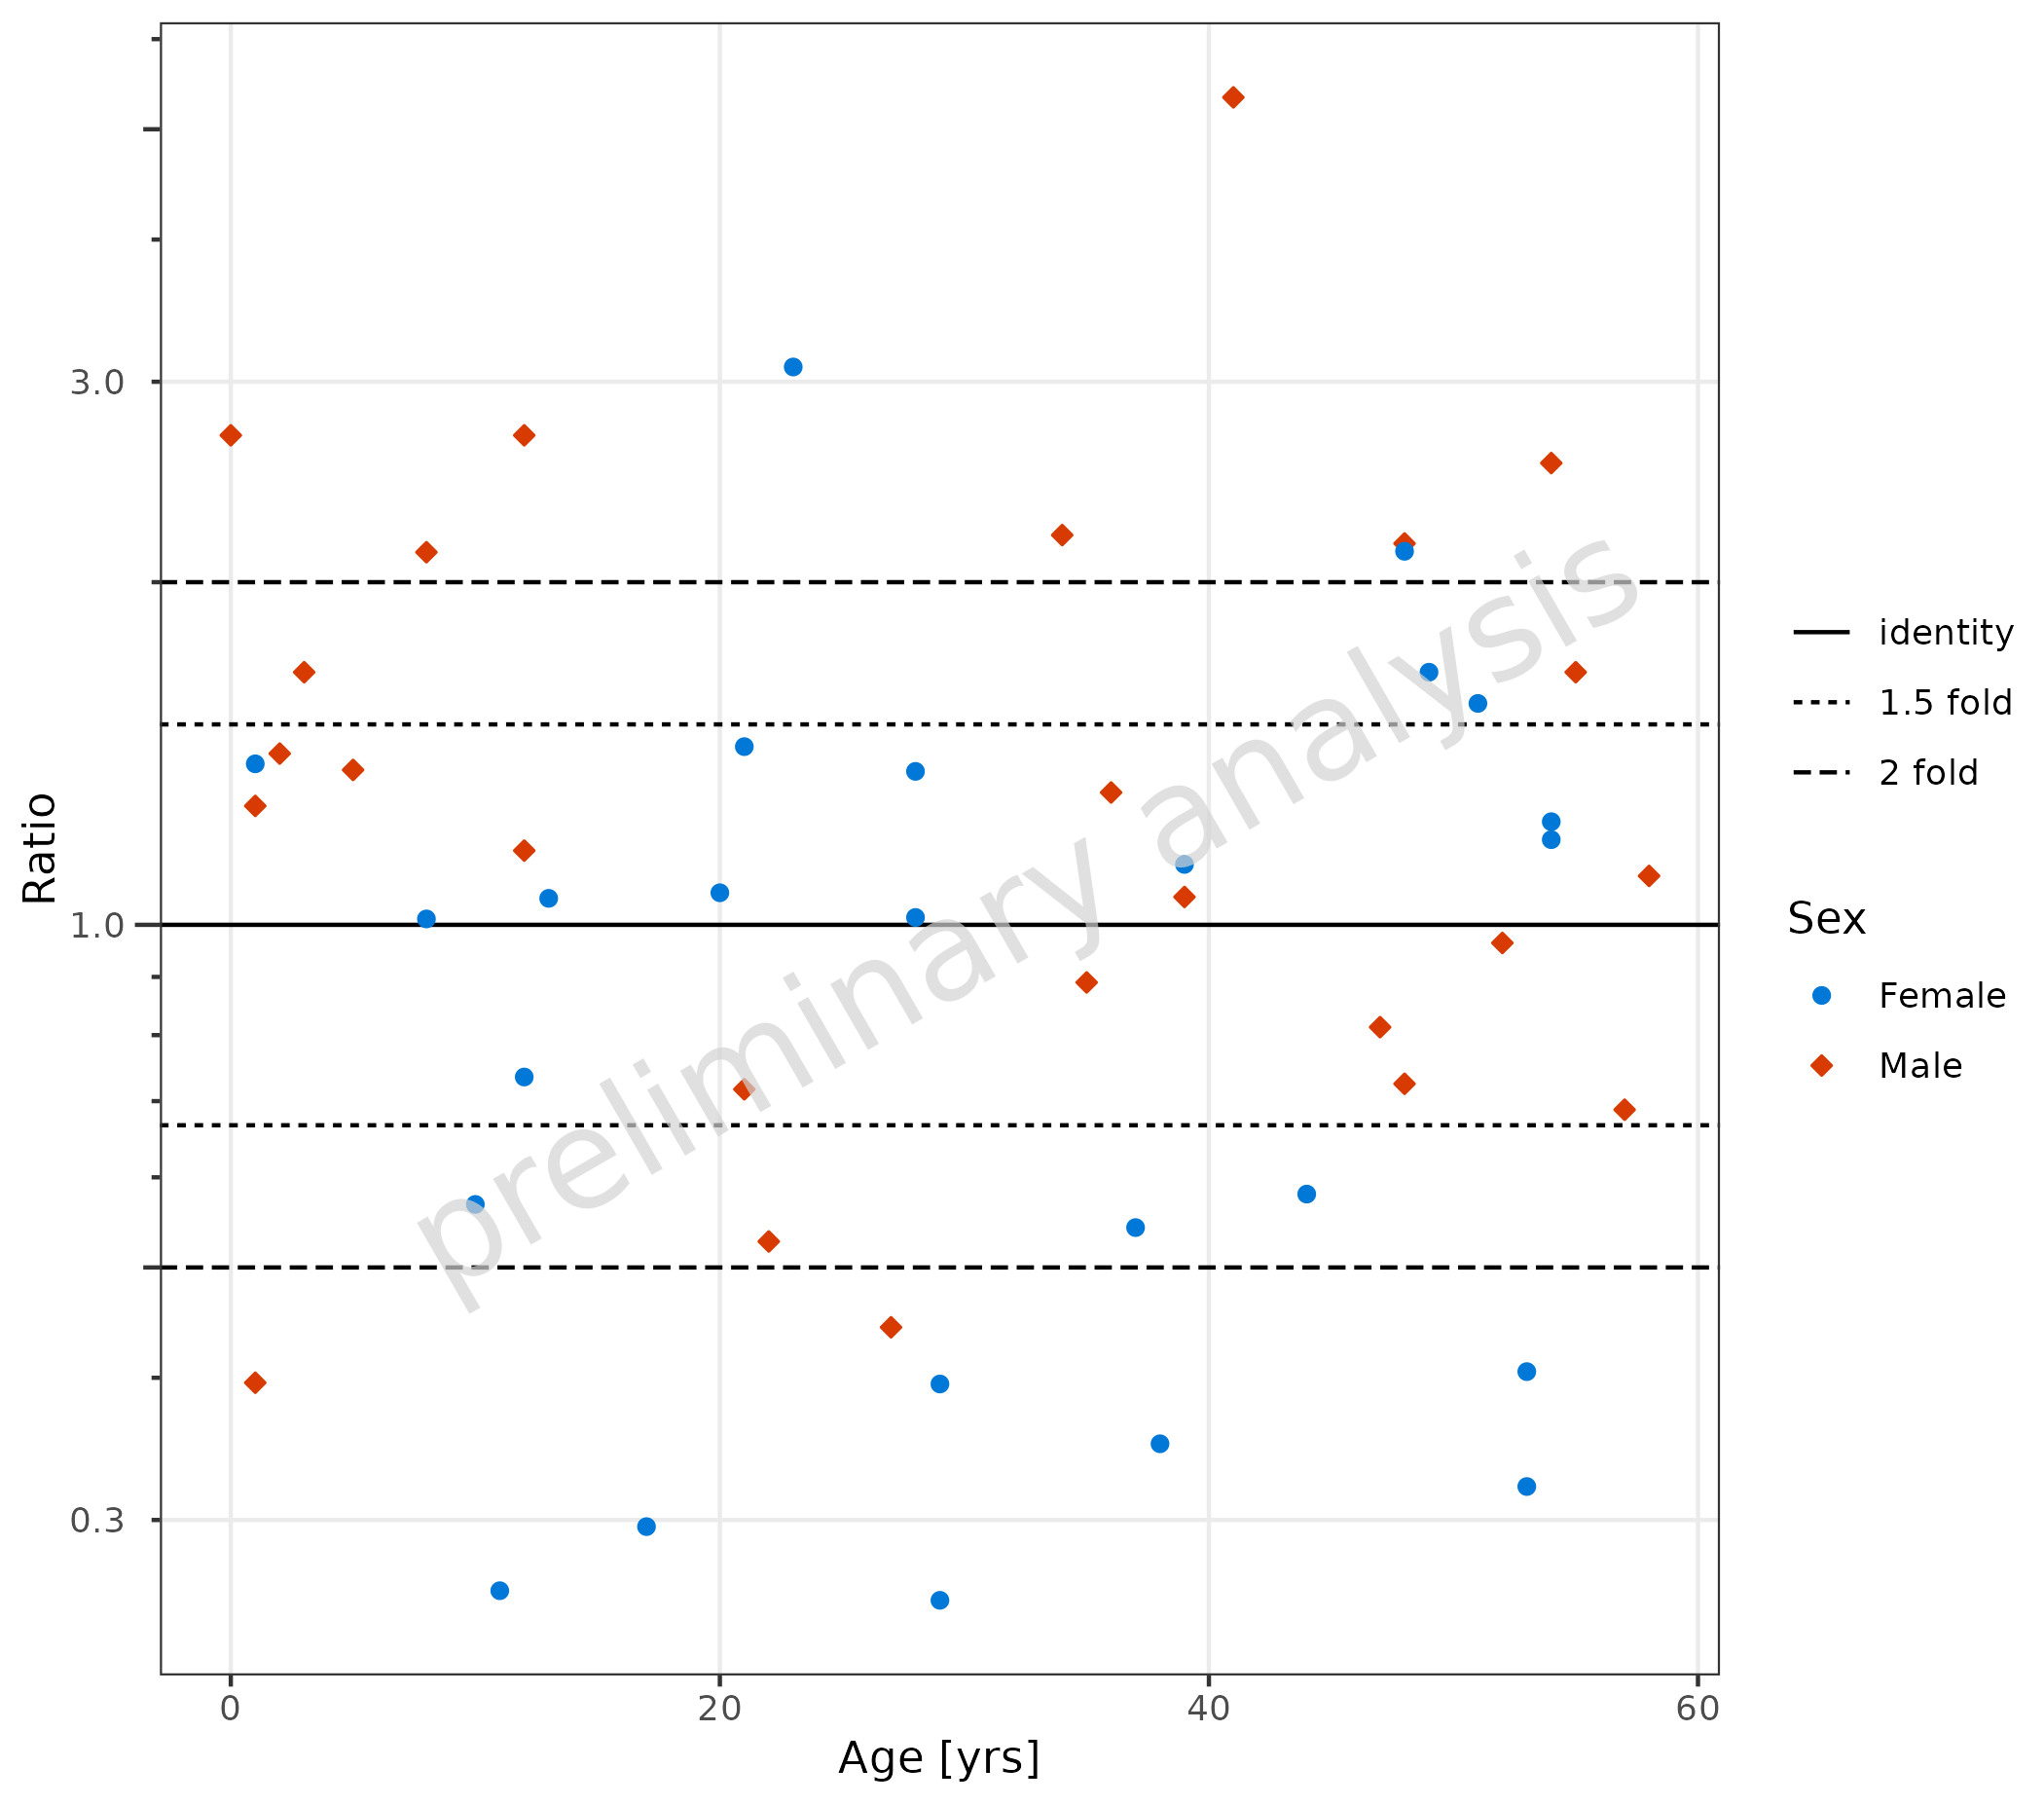 Ratio
3.0
1.0
0.3
0 20 40 60
Age [yrs]
preliminary analysis
identity
1.5 fold
2 fold
Sex
Female
Male